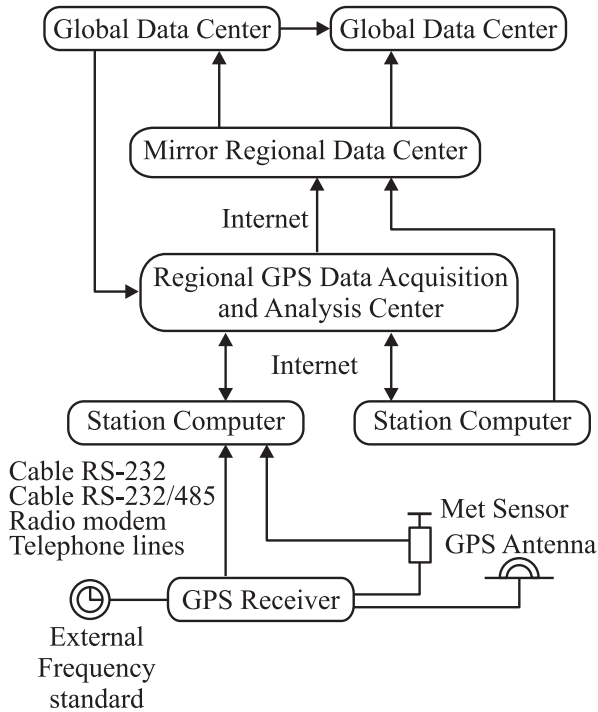 Global Data Center
Global Data Center
Mirror Regional Data Center
Internet
Regional GPS Data Acquisition
and Analysis Center
Internet
Station Computer
Station Computer
Cable RS-232
Cable RS-232/485
Radio modem
Telephone lines
Met Sensor
GPS Antenna
GPS Receiver
External
Frequency
standard